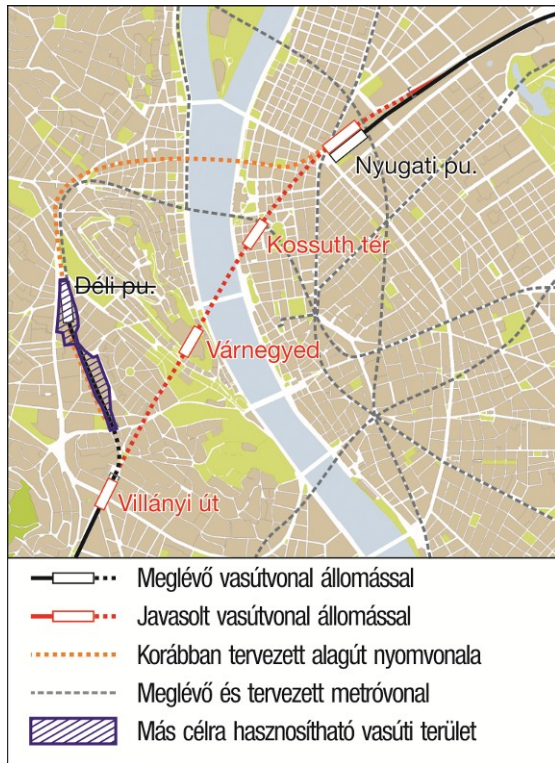 Nyugati pu.
Kossuth tér
Déli pu.
Várnegyed
Villányi út
Meglévő vasútvonal állomással
Javasolt vasútvonal állomással
Korábban tervezett alagút nyomvonala
Meglévő és tervezett metróvonal
Más célra hasznosítható vasúti terület